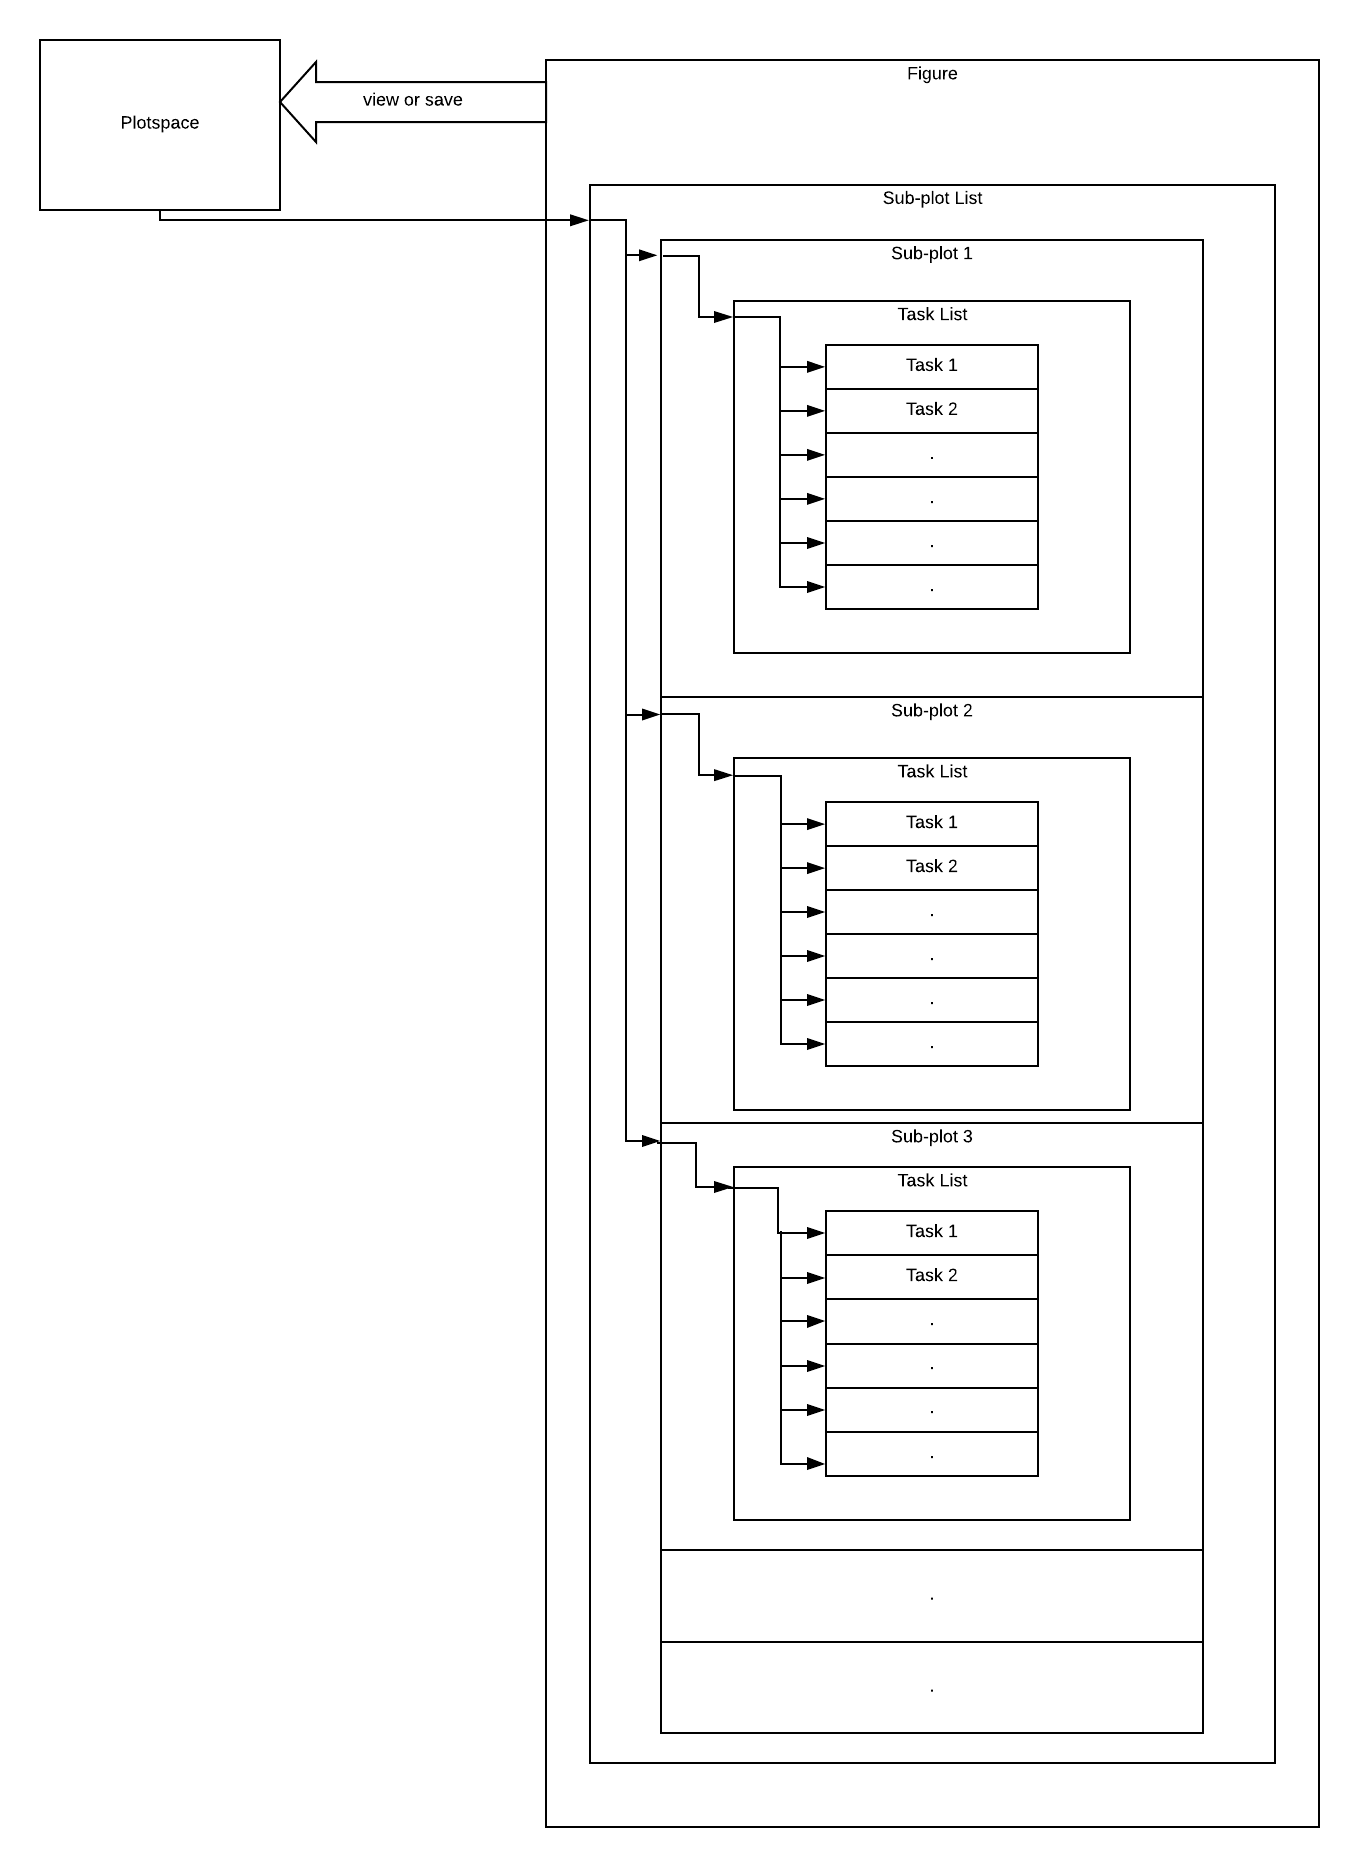 Figure
view or save
Plotspace
Sub-plot List
Sub-plot 1
Task List
Task 1
Task 2
.
.
.
.
Sub-plot 2
Task List
Task 1
Task 2
.
.
.
.
Sub-plot 3
Task List
Task 1
Task 2
.
.
.
.
.
.